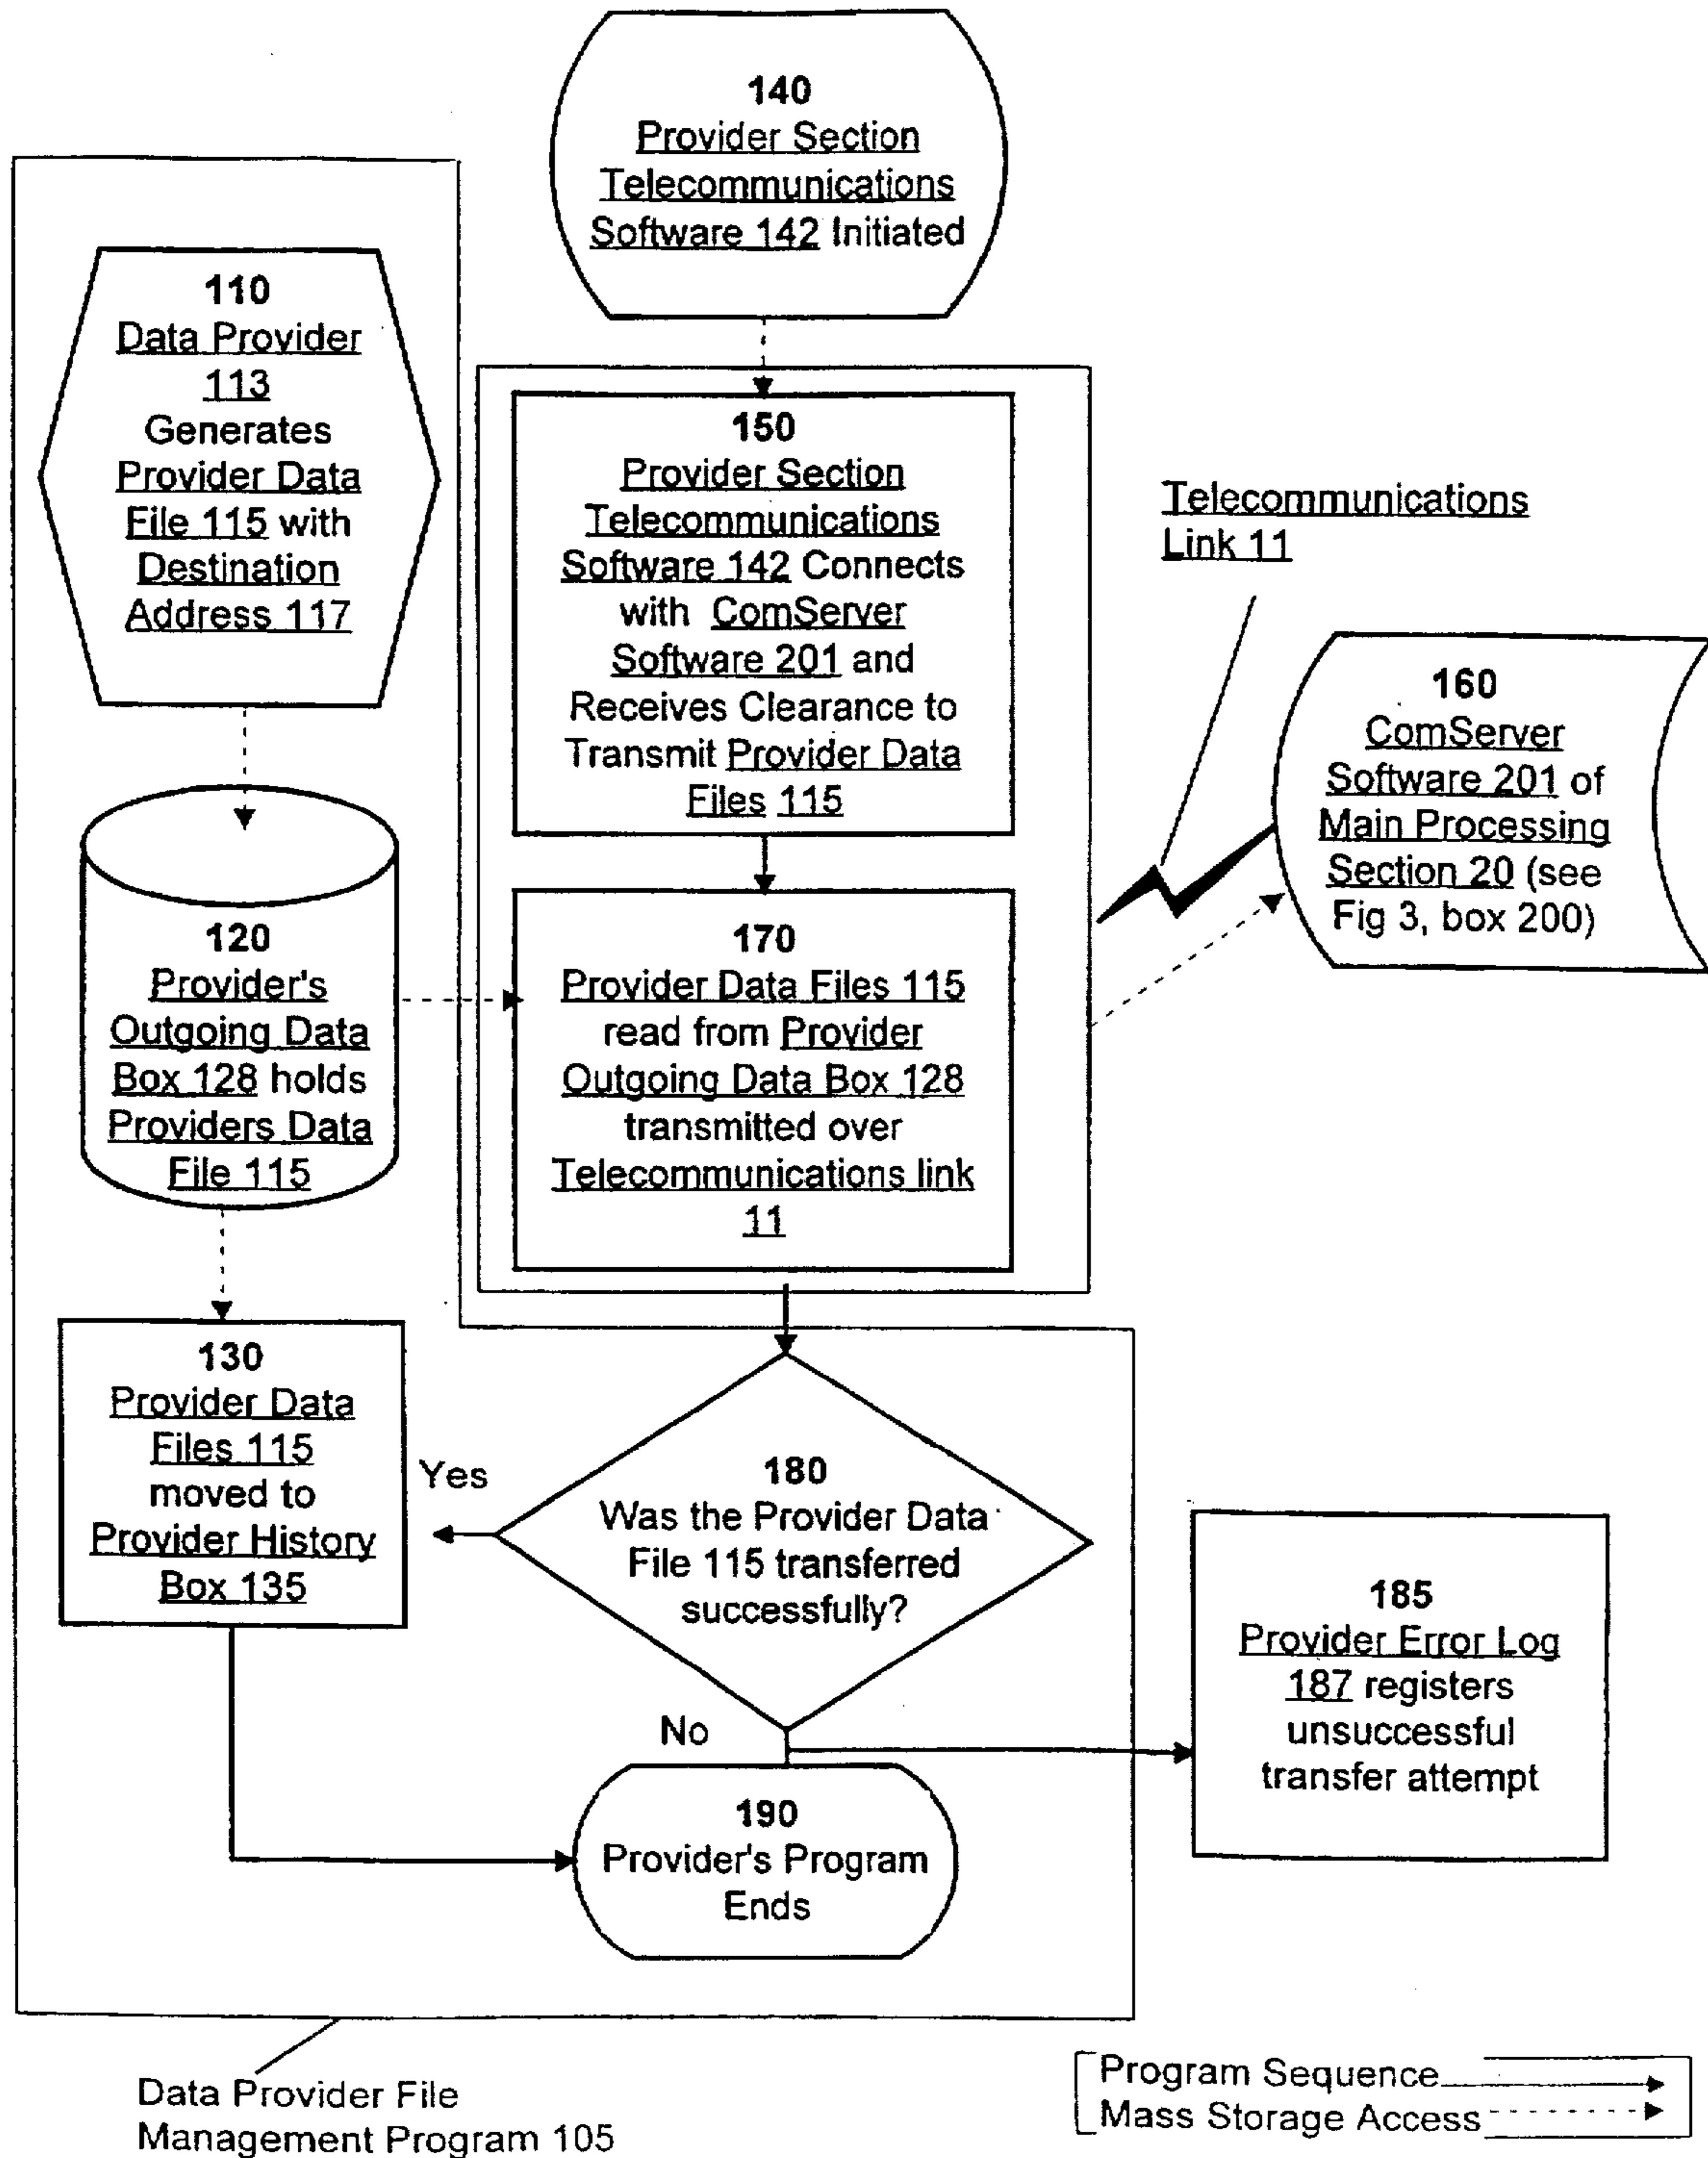 140
Provider Section
Telecommunications
Software 142 Initiated
110
Data Provider
113
Generates
Provider Data
File 115 with
Destination
Address 117
150
Provider Section
Telecommunications
Software 142 Connects
with ComServer
Software 201 and
Receives Clearance to
Transmit Provider Data
Files 115
Telecommunications
Link 11
160
ComServer
Software 201 of
Main Processing
Section 20 (see
Fig 3, box 200)
120
Provider's
Outgoing Data
Box 128 holds
Providers Data
File 115
170
Provider Data Files 115
read from Provider
Outgoing Data Box 128
transmitted over
Telecommunications link
11
130
Provider Data
Files 115
moved to
Provider History
Box 135
Yes
180
Was the Provider Data
File 115 transferred
successfully?
No
185
Provider Error Log
187 registers
unsuccessful
transfer attempt
190
Provider's Program
Ends
Data Provider File
Management Program 105
Program Sequence
Mass Storage Access